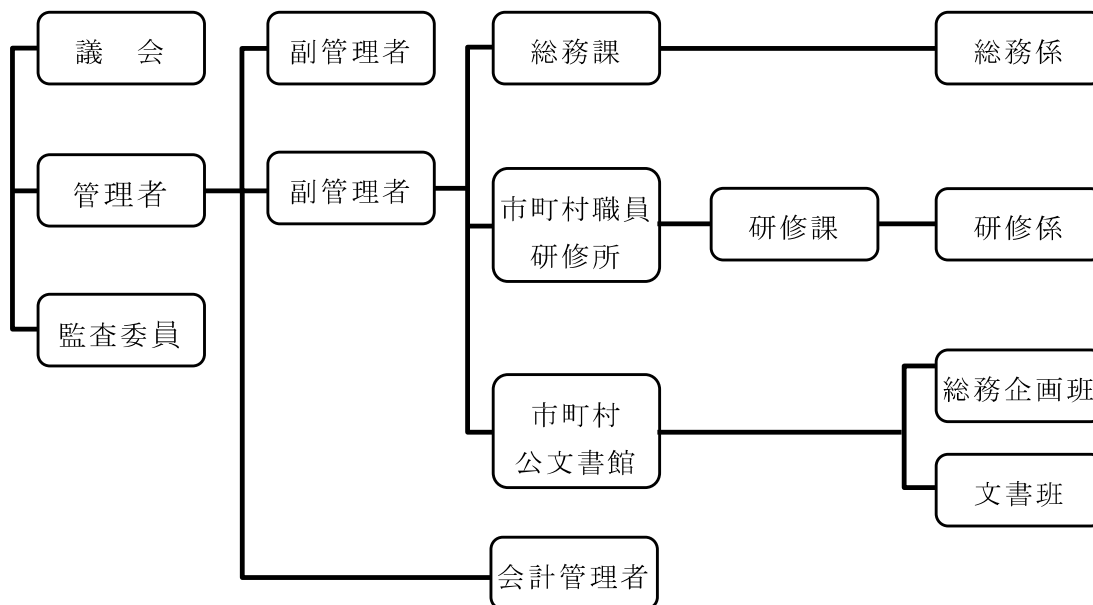 議　会
副管理者
総務課
総務係
管理者
副管理者
市町村職員
研修所
研修課
研修係
監査委員
市町村
公文書館
総務企画班
文書班
会計管理者